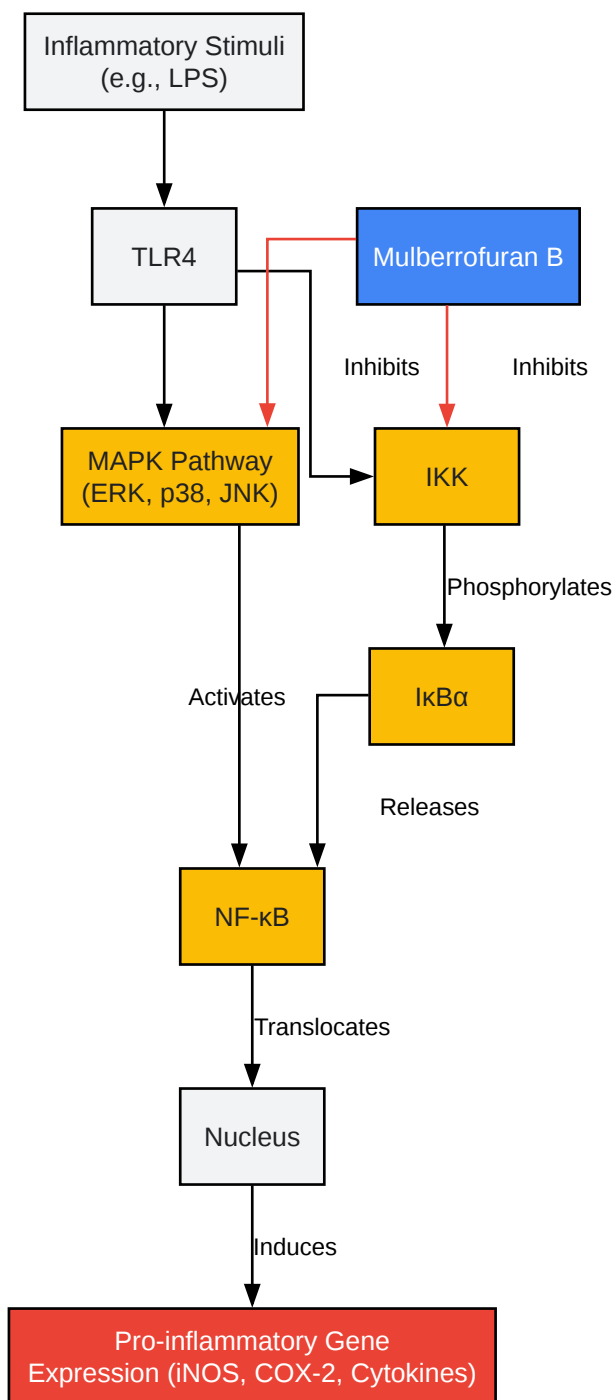 Inflammatory Stimuli
(e.g., LPS)
TLR4
Mulberrofuran B
Inhibits
Inhibits
MAPK Pathway
(ERK, p38, JNK)
IKK
Phosphorylates
IκBα
Activates
Releases
NF-κB
Translocates
Nucleus
Induces
Pro-inflammatory Gene
Expression (iNOS, COX-2, Cytokines)